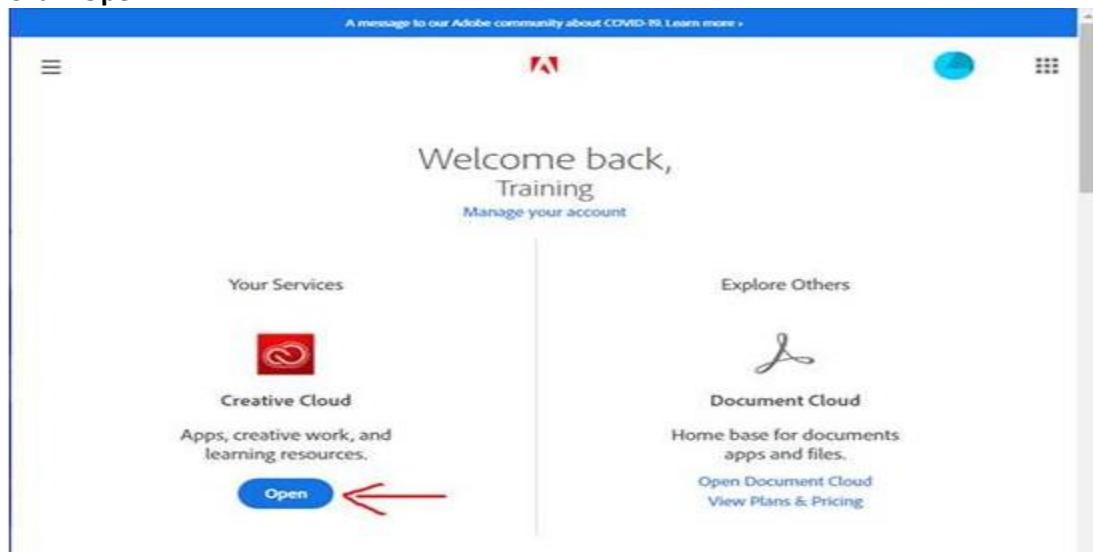 A message to our Adobe community about COVID-19. Learn more ›
Welcome back,
Training
Manage your account
Your Services
Creative Cloud
Apps, creative work, and
learning resources.
Open
Explore Others
Document Cloud
Home base for documents
apps and files.
Open Document Cloud
View Plans & Pricing